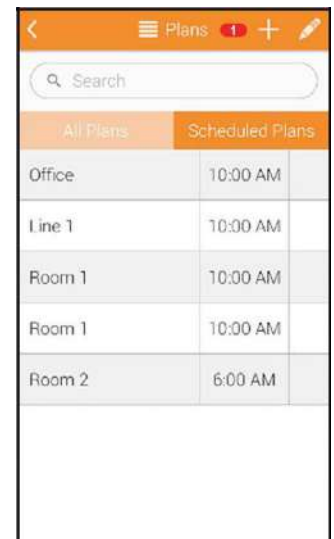 Plans 1
Search
All Plans Scheduled Plans
Office 10:00 AM
Line 1 10:00 AM
Room 1 10:00 AM
Room 1 10:00 AM
Room 2 6:00 AM